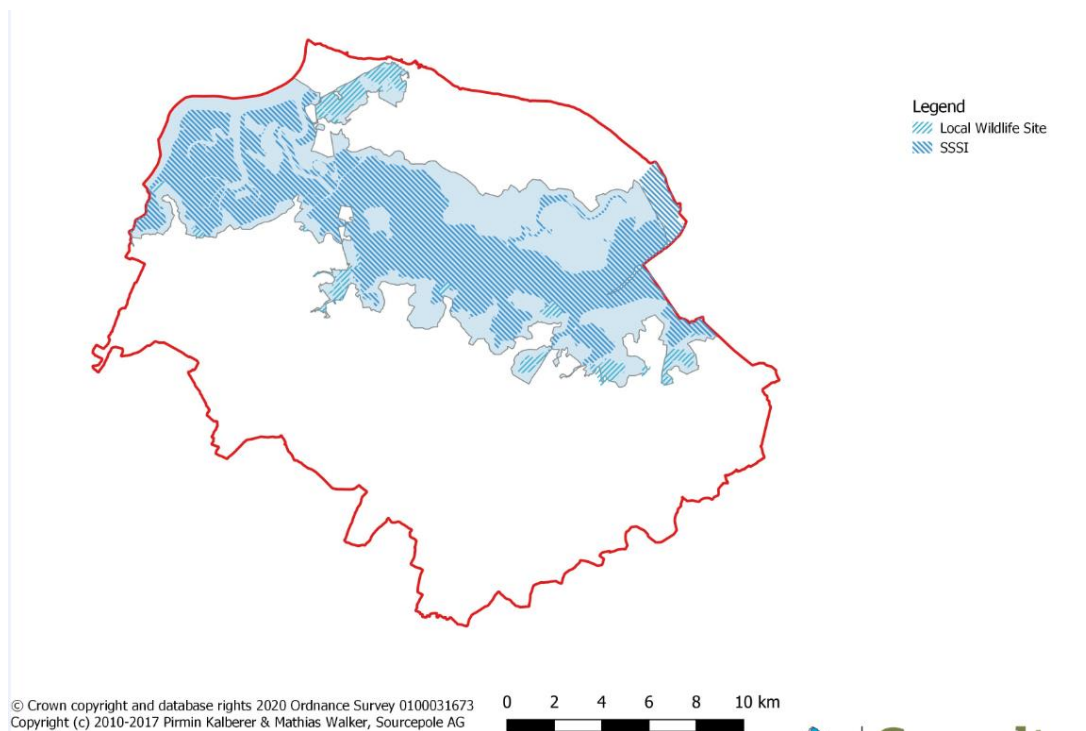 Legend
Local Wildlife Site
SSSI
© Crown copyright and database rights 2020 Ordnance Survey 0100031673
Copyright (c) 2010-2017 Pirmin Kalberer & Mathias Walker, Sourcepole AG
0 2 4 6 8 10 km